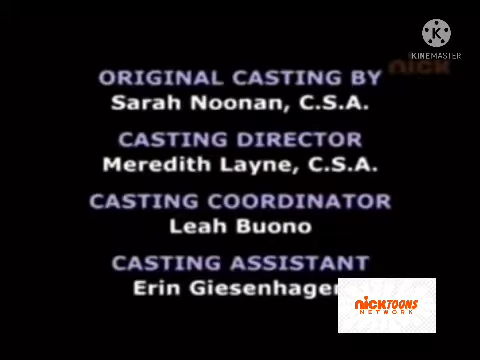 KINEMASTER
nick
ORIGINAL CASTING BY
Sarah Noonan, C.S.A.
CASTING DIRECTOR
Meredith Layne, C.S.A.
CASTING COORDINATOR
Leah Buono
CASTING ASSISTANT
Erin Giesenhagen
nicktoons
NETWORK